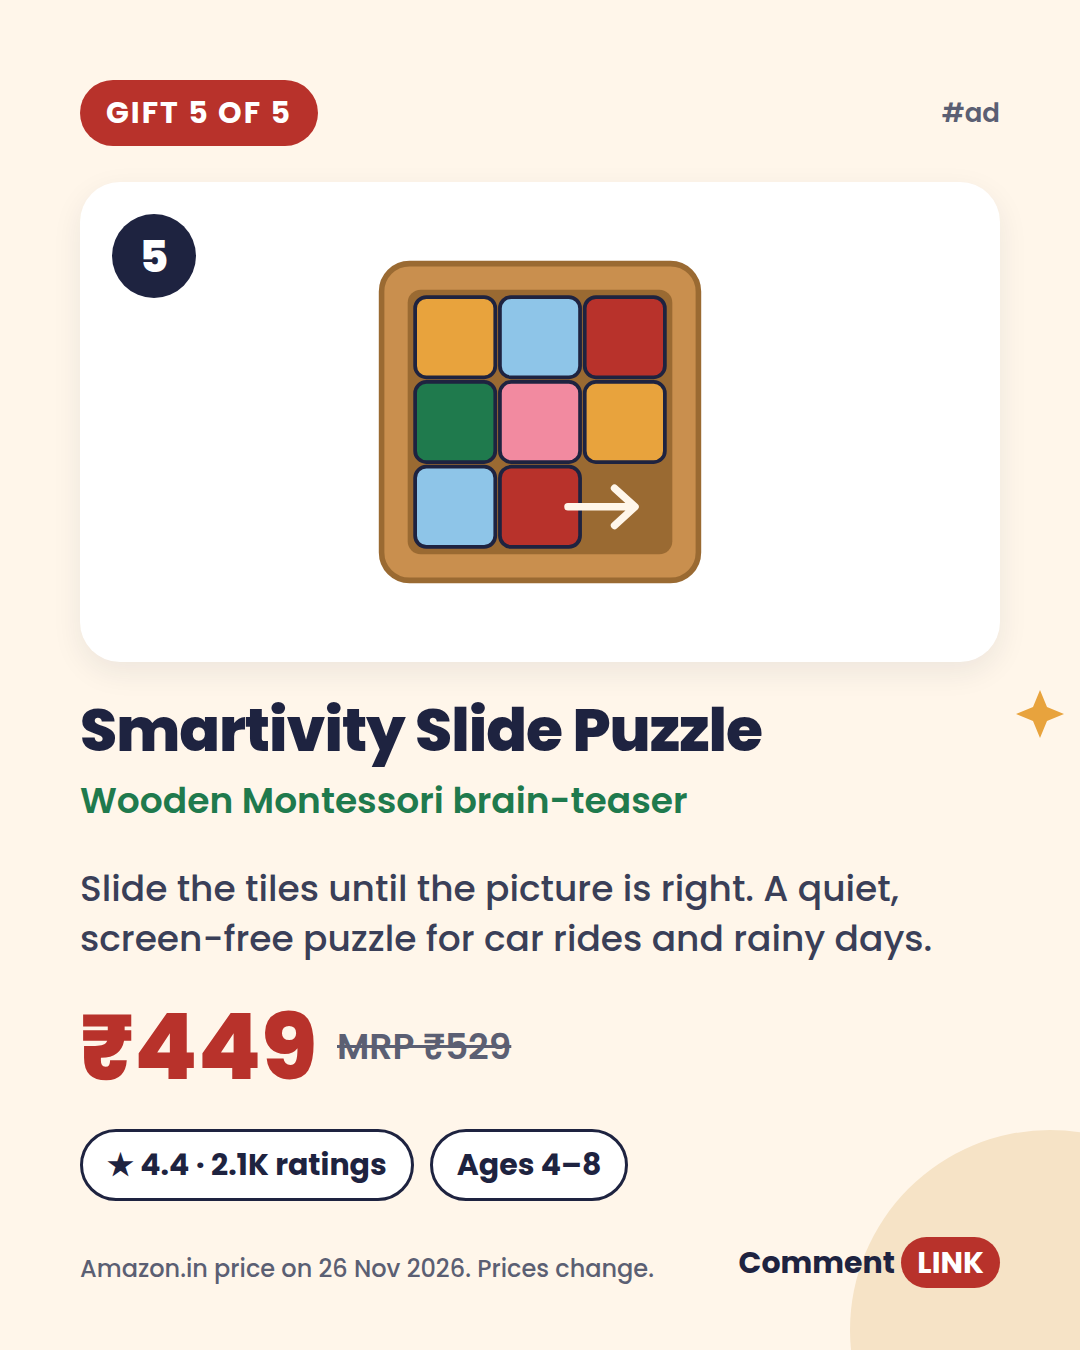 GIFT 5 OF 5
#ad
5
Smartivity Slide Puzzle
Wooden Montessori brain-teaser
Slide the tiles until the picture is right. A quiet,
screen-free puzzle for car rides and rainy days.
₹449 MRP ₹529
★ 4.4 · 2.1K ratings
Ages 4–8
Amazon.in price on 26 Nov 2026. Prices change.
Comment LINK